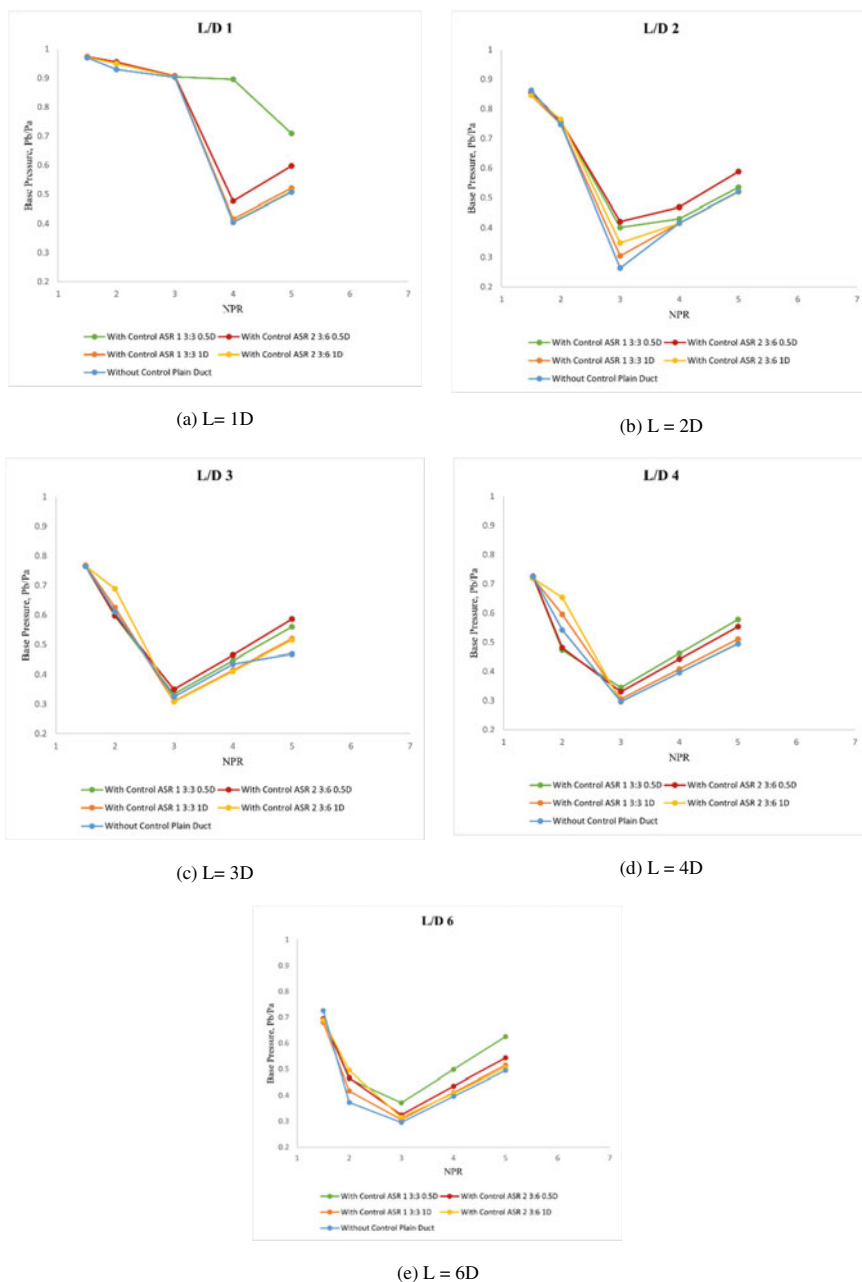 L/D 1
1
0.9
0.8
0.7
0.6
0.5
0.4
0.3
0.2
Base Pressure, Pb/Pa
1 2 3 4 5 6 7
NPR
With Control ASR 1 3:3 0.5D With Control ASR 2 3:6 0.5D
With Control ASR 1 3:3 1D With Control ASR 2 3:6 1D
Without Control Plain Duct
(a) L= 1D
L/D 2
1
0.9
0.8
0.7
0.6
0.5
0.4
0.3
0.2
Base Pressure, Pb/Pa
1 2 3 4 5 6 7
NPR
With Control ASR 1 3:3 0.5D With Control ASR 2 3:6 0.5D
With Control ASR 1 3:3 1D With Control ASR 2 3:6 1D
Without Control Plain Duct
(b) L = 2D
L/D 3
1
0.9
0.8
0.7
0.6
0.5
0.4
0.3
0.2
Base Pressure, Pb/Pa
1 2 3 4 5 6 7
NPR
With Control ASR 1 3:3 0.5D With Control ASR 2 3:6 0.5D
With Control ASR 1 3:3 1D With Control ASR 2 3:6 1D
Without Control Plain Duct
(c) L= 3D
L/D 4
1
0.9
0.8
0.7
0.6
0.5
0.4
0.3
0.2
Base Pressure, Pb/Pa
1 2 3 4 5 6 7
NPR
With Control ASR 1 3:3 0.5D With Control ASR 2 3:6 0.5D
With Control ASR 1 3:3 1D With Control ASR 2 3:6 1D
Without Control Plain Duct
(d) L = 4D
L/D 6
1
0.9
0.8
0.7
0.6
0.5
0.4
0.3
0.2
Base Pressure, Pb/Pa
1 2 3 4 5 6 7
NPR
With Control ASR 1 3:3 0.5D With Control ASR 2 3:6 0.5D
With Control ASR 1 3:3 1D With Control ASR 2 3:6 1D
Without Control Plain Duct
(e) L = 6D